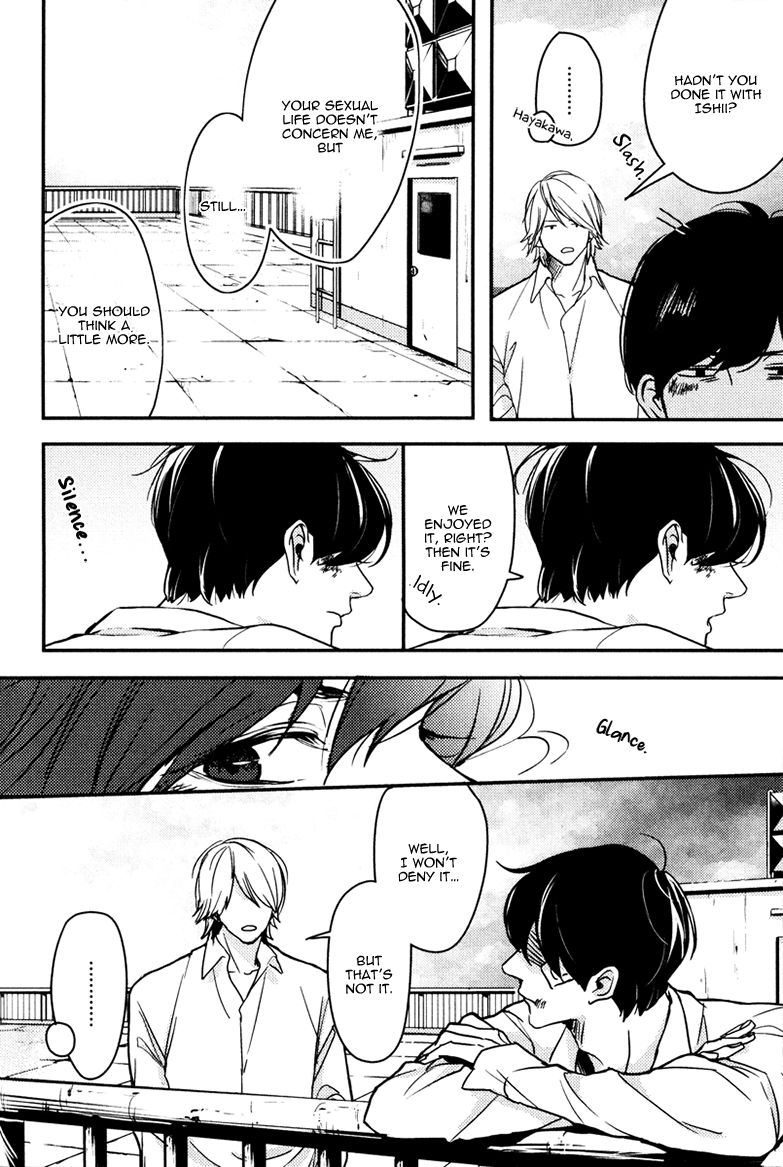 HADN'T YOU
DONE IT WITH
ISHII?
Slash.
.........
Hayakawa.
YOUR SEXUAL
LIFE DOESN'T
CONCERN ME,
BUT
STILL...
YOU SHOULD
THINK A
LITTLE MORE.
WE
ENJOYED
IT, RIGHT?
THEN IT'S
FINE.
Idly.
Silence...
Glance.
WELL,
I WON'T
DENY IT...
BUT
THAT'S
NOT IT.
.........